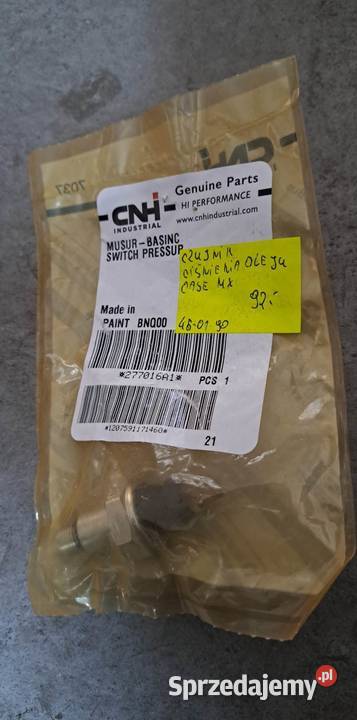 7037
CNH
INDUSTRIAL
Genuine Parts
HI PERFORMANCE
www.cnhindustrial.com
MUSUR-BASINC
SWITCH PRESSUR
CZUJNIK
CIŚNIENIA OLEJU
CASE MX
92,-
46-01.90
Made in
PAINT BNQ00
*277016A1* PCS 1
*1207591171460*
21
Sprzedajemy.pl